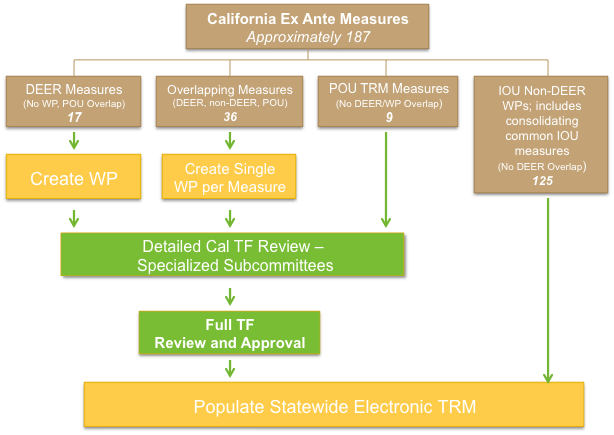 California Ex Ante Measures
Approximately 187
DEER Measures
(No WP, POU Overlap)
17
Overlapping Measures
(DEER, non-DEER, POU)
36
POU TRM Measures
(No DEER/WP Overlap)
9
IOU Non-DEER
WPs; includes
consolidating
common IOU
measures
(No DEER Overlap)
125
Create WP
Create Single
WP per Measure
Detailed Cal TF Review –
Specialized Subcommittees
Full TF
Review and Approval
Populate Statewide Electronic TRM